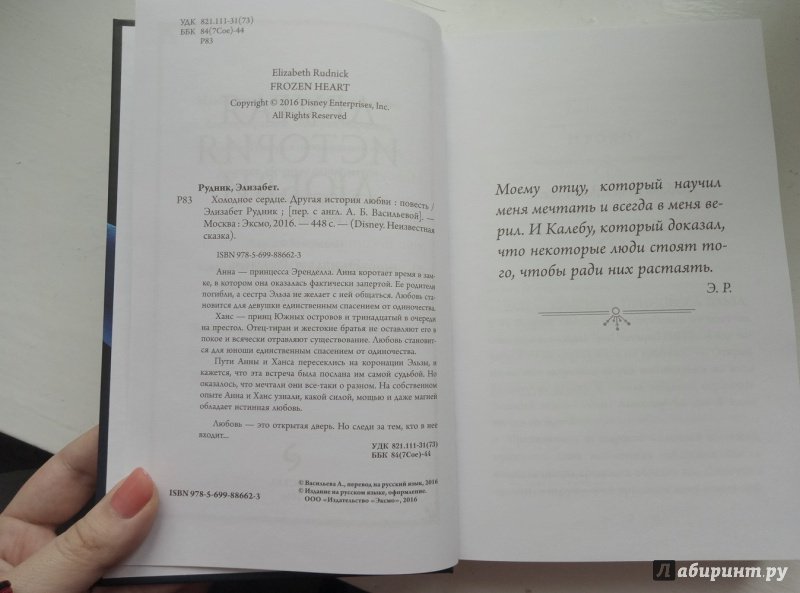 УДК 821.111-31(73)
ББК 84(7Сое)-44
Р83
Elizabeth Rudnick
FROZEN HEART
Copyright © 2016 Disney Enterprises, Inc.
All Rights Reserved
Рудник, Элизабет.
Р83 Холодное сердце. Другая история любви : повесть /
Элизабет Рудник ; [пер. с англ. А. Б. Васильевой]. —
Москва : Эксмо, 2016. — 448 с. — (Disney. Неизвестная
сказка).
ISBN 978-5-699-88662-3
Анна — принцесса Эренделла. Анна коротает время в зам-
ке, в котором она оказалась фактически запертой. Ее родители
погибли, а сестра Эльза не желает с ней общаться. Любовь ста-
новится для девушки единственным спасением от одиночества.
Ханс — принц Южных островов и тринадцатый в очереди
на престол. Отец-тиран и жестокие братья не оставляют его в
покое и всячески отравляют существование. Любовь становит-
ся для юноши единственным спасением от одиночества.
Пути Анны и Ханса пересеклись на коронации Эльзы, и
кажется, что эта встреча была послана им самой судьбой. Но
оказалось, что мечтали они все-таки о разном. На собственном
опыте Анна и Ханс узнали, какой силой, мощью и даже магией
обладает истинная любовь.
Любовь — это открытая дверь. Но следи за тем, кто в нее
входит...
УДК 821.111-31(73)
ББК 84(7Сое)-44
© Васильева А., перевод на русский язык, 2016
© Издание на русском языке, оформление.
ООО «Издательство «Эксмо», 2016
ISBN 978-5-699-88662-3
Моему отцу, который научил
меня мечтать и всегда в меня ве-
рил. И Калебу, который доказал,
что некоторые люди стоят то-
го, чтобы ради них растаять.
Э. Р.
лабиринт.ру